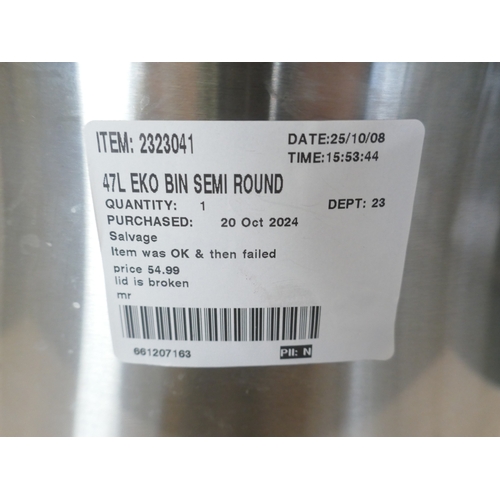 ITEM: 2323041 DATE:25/10/08
TIME:15:53:44
47L EKO BIN SEMI ROUND
QUANTITY: 1 DEPT: 23
PURCHASED: 20 Oct 2024
Salvage
Item was OK & then failed
price 54.99
lid is broken
mr
661207163 PII: N